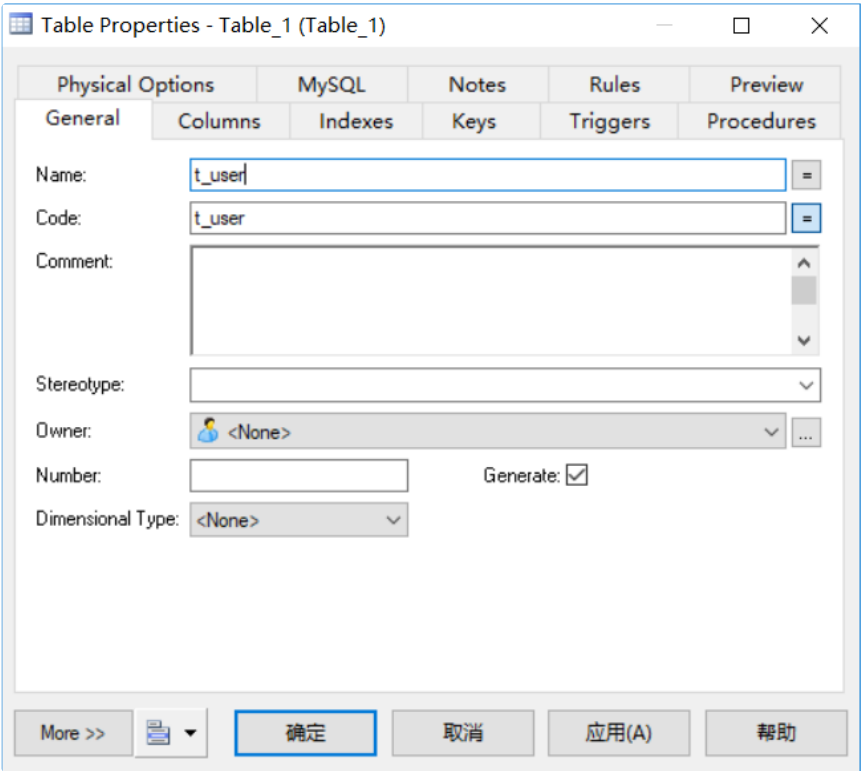 Table Properties - Table_1 (Table_1)
Physical Options MySQL Notes Rules Preview
General Columns Indexes Keys Triggers Procedures
Name: t_user =
Code: t_user =
Comment:
Stereotype:
Owner: <None> ...
Number: Generate:
Dimensional Type: <None>
More >> 确定 取消 应用(A) 帮助